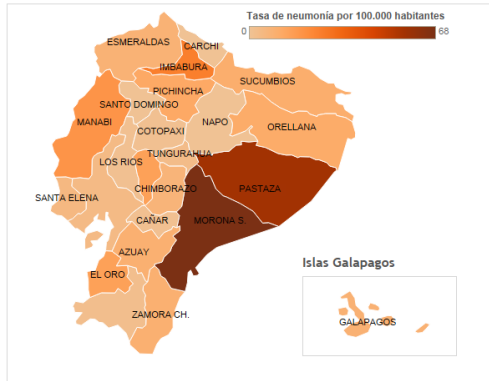 Tasa de neumonía por 100.000 habitantes
0 68
ESMERALDAS
CARCHI
IMBABURA
SUCUMBIOS
PICHINCHA
SANTO DOMINGO
MANABI
NAPO
ORELLANA
COTOPAXI
TUNGURAHUA
LOS RIOS
CHIMBORAZO
PASTAZA
SANTA ELENA
CAÑAR
MORONA S.
AZUAY
EL ORO
ZAMORA CH.
Islas Galapagos
GALAPAGOS